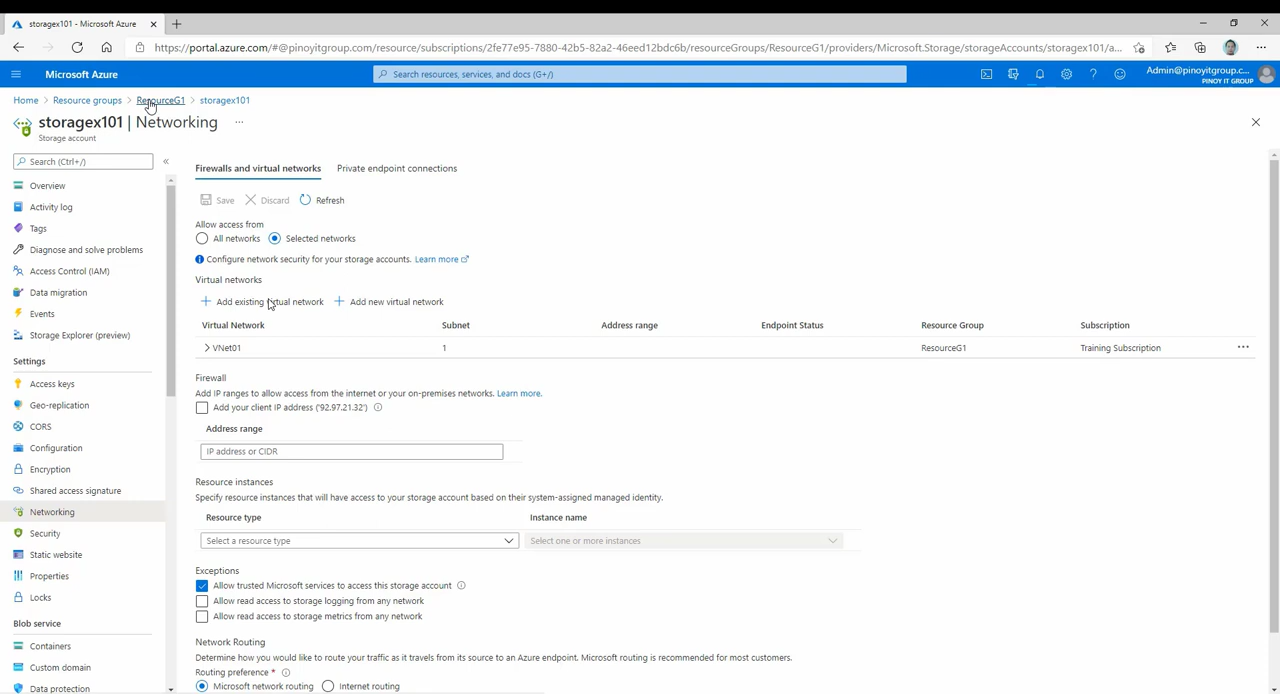 storagex101 - Microsoft Azure
https://portal.azure.com/#@pinoyitgroup.com/resource/subscriptions/2fe77e95-7880-42b5-82a2-46eed12bdc6b/resourceGroups/ResourceG1/providers/Microsoft.Storage/storageAccounts/storagex101/a...
Microsoft Azure
Search resources, services, and docs (G+/)
Admin@pinoyitgroup.c...
PINOY IT GROUP
Home > Resource groups > ResourceG1 > storagex101
storagex101 | Networking ...
Storage account
Search (Ctrl+/)
Overview
Activity log
Tags
Diagnose and solve problems
Access Control (IAM)
Data migration
Events
Storage Explorer (preview)
Settings
Access keys
Geo-replication
CORS
Configuration
Encryption
Shared access signature
Networking
Security
Static website
Properties
Locks
Blob service
Containers
Custom domain
Data protection
Firewalls and virtual networks Private endpoint connections
Save Discard Refresh
Allow access from
All networks Selected networks
Configure network security for your storage accounts. Learn more
Virtual networks
+ Add existing virtual network + Add new virtual network
Virtual Network Subnet Address range Endpoint Status Resource Group Subscription
> VNet01 1 ResourceG1 Training Subscription ...
Firewall
Add IP ranges to allow access from the internet or your on-premises networks. Learn more.
Add your client IP address ('92.97.21.32')
Address range
IP address or CIDR
Resource instances
Specify resource instances that will have access to your storage account based on their system-assigned managed identity.
Resource type Instance name
Select a resource type Select one or more instances
Exceptions
Allow trusted Microsoft services to access this storage account
Allow read access to storage logging from any network
Allow read access to storage metrics from any network
Network Routing
Determine how you would like to route your traffic as it travels from its source to an Azure endpoint. Microsoft routing is recommended for most customers.
Routing preference *
Microsoft network routing Internet routing